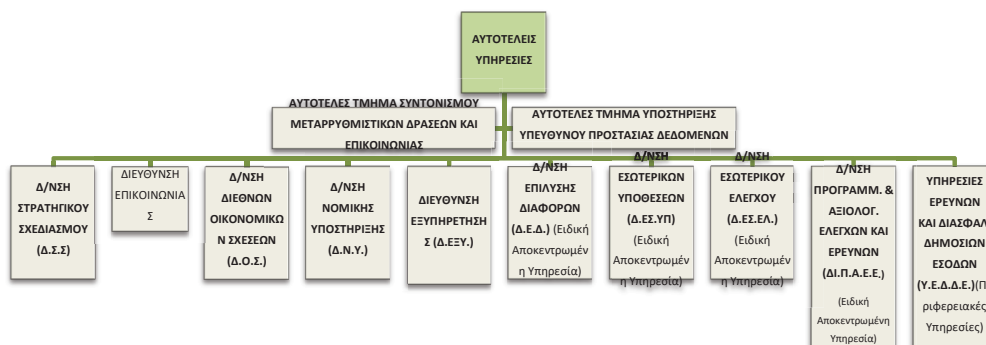 ΑΥΤΟΤΕΛΕΙΣ
ΥΠΗΡΕΣΙΕΣ
ΑΥΤΟΤΕΛΕΣ ΤΜΗΜΑ ΣΥΝΤΟΝΙΣΜΟΥ
ΜΕΤΑΡΡΥΘΜΙΣΤΙΚΩΝ ΔΡΑΣΕΩΝ ΚΑΙ
ΕΠΙΚΟΙΝΩΝΙΑΣ
ΑΥΤΟΤΕΛΕΣ ΤΜΗΜΑ ΥΠΟΣΤΗΡΙΞΗΣ
ΥΠΕΥΘΥΝΟΥ ΠΡΟΣΤΑΣΙΑΣ ΔΕΔΟΜΕΝΩΝ
Δ/ΝΣΗ
ΣΤΡΑΤΗΓΙΚΟΥ
ΣΧΕΔΙΑΣΜΟΥ
(Δ.Σ.Σ)
ΔΙΕΥΘΥΝΣΗ
ΕΠΙΚΟΙΝΩΝΙΑ
Σ
Δ/ΝΣΗ
ΔΙΕΘΝΩΝ
ΟΙΚΟΝΟΜΙΚΩ
Ν ΣΧΕΣΕΩΝ
(Δ.Ο.Σ.)
Δ/ΝΣΗ
ΝΟΜΙΚΗΣ
ΥΠΟΣΤΗΡΙΞΗΣ
(Δ.Ν.Υ.)
ΔΙΕΥΘΥΝΣΗ
ΕΞΥΠΗΡΕΤΗΣΗ
Σ (Δ.ΕΞΥ.)
Δ/ΝΣΗ
ΕΠΙΛΥΣΗΣ
ΔΙΑΦΟΡΩΝ
(Δ.Ε.Δ.) (Ειδική
Αποκεντρωμέν
η Υπηρεσία)
Δ/ΝΣΗ
ΕΣΩΤΕΡΙΚΩΝ
ΥΠΟΘΕΣΕΩΝ
(Δ.ΕΣ.ΥΠ)
(Ειδική
Αποκεντρωμέν
η Υπηρεσία)
Δ/ΝΣΗ
ΕΣΩΤΕΡΙΚΟΥ
ΕΛΕΓΧΟΥ
(Δ.ΕΣ.ΕΛ.)
(Ειδική
Αποκεντρωμέν
η Υπηρεσία)
Δ/ΝΣΗ
ΠΡΟΓΡΑΜΜ. &
ΑΞΙΟΛΟΓ.
ΕΛΕΓΧΩΝ ΚΑΙ
ΕΡΕΥΝΩΝ
(ΔΙ.Π.Α.Ε.Ε.)
(Ειδική
Αποκεντρωμένη
Υπηρεσία)
ΥΠΗΡΕΣΙΕΣ
ΕΡΕΥΝΩΝ
ΚΑΙ ΔΙΑΣΦΑΛ
ΔΗΜΟΣΙΩΝ
ΕΣΟΔΩΝ
(Υ.Ε.Δ.Δ.Ε.)(Π
ριφερειακές
Υπηρεσίες)